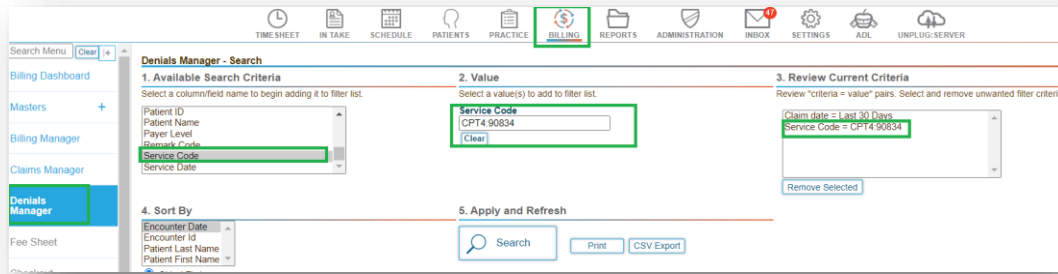 47
TIMESHEET IN TAKE SCHEDULE PATIENTS PRACTICE BILLING REPORTS ADMINISTRATION INBOX SETTINGS ADL UNPLUG:SERVER
Search Menu Clear |+
Billing Dashboard
Masters +
Billing Manager
Claims Manager
Denials
Manager
Fee Sheet
Denials Manager - Search
1. Available Search Criteria
Select a column/field name to begin adding it to filter list.
Patient ID
Patient Name
Payer Level
Remark Code
Service Code
Service Date
2. Value
Select a value(s) to add to filter list.
Service Code
CPT4:90834
Clear
3. Review Current Criteria
Review "criteria = value" pairs. Select and remove unwanted filter criteri
Claim date = Last 30 Days
Service Code = CPT4:90834
Remove Selected
4. Sort By
Encounter Date
Encounter Id
Patient Last Name
Patient First Name
5. Apply and Refresh
Search Print CSV Export